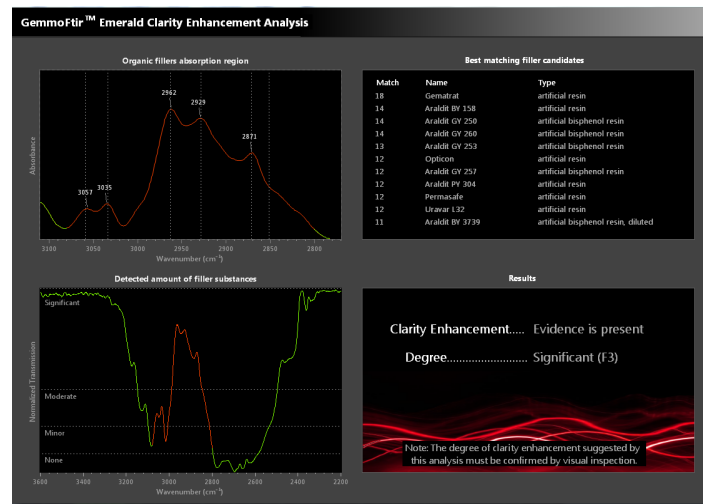 GemmoFtir™ Emerald Clarity Enhancement Analysis
Organic fillers absorption region
Absorbance
2962
2929
2871
3057
3035
3100 3050 3000 2950 2900 2850 2800
Wavenumber (cm⁻¹)
Best matching filler candidates
Match Name Type
18 Gematrat artificial resin
14 Araldit BY 158 artificial resin
14 Araldit GY 250 artificial bisphenol resin
14 Araldit GY 260 artificial bisphenol resin
13 Araldit GY 253 artificial bisphenol resin
12 Opticon artificial resin
12 Araldit GY 257 artificial bisphenol resin
12 Araldit PY 304 artificial resin
12 Permasafe artificial resin
12 Uravar L32 artificial resin
11 Araldit BY 3739 artificial bisphenol resin, diluted
Detected amount of filler substances
Normalized Transmission
Significant
Moderate
Minor
None
3600 3400 3200 3000 2800 2600 2400 2200
Wavenumber (cm⁻¹)
Results
Clarity Enhancement..... Evidence is present
Degree.......................... Significant (F3)
Note: The degree of clarity enhancement suggested by
this analysis must be confirmed by visual inspection.